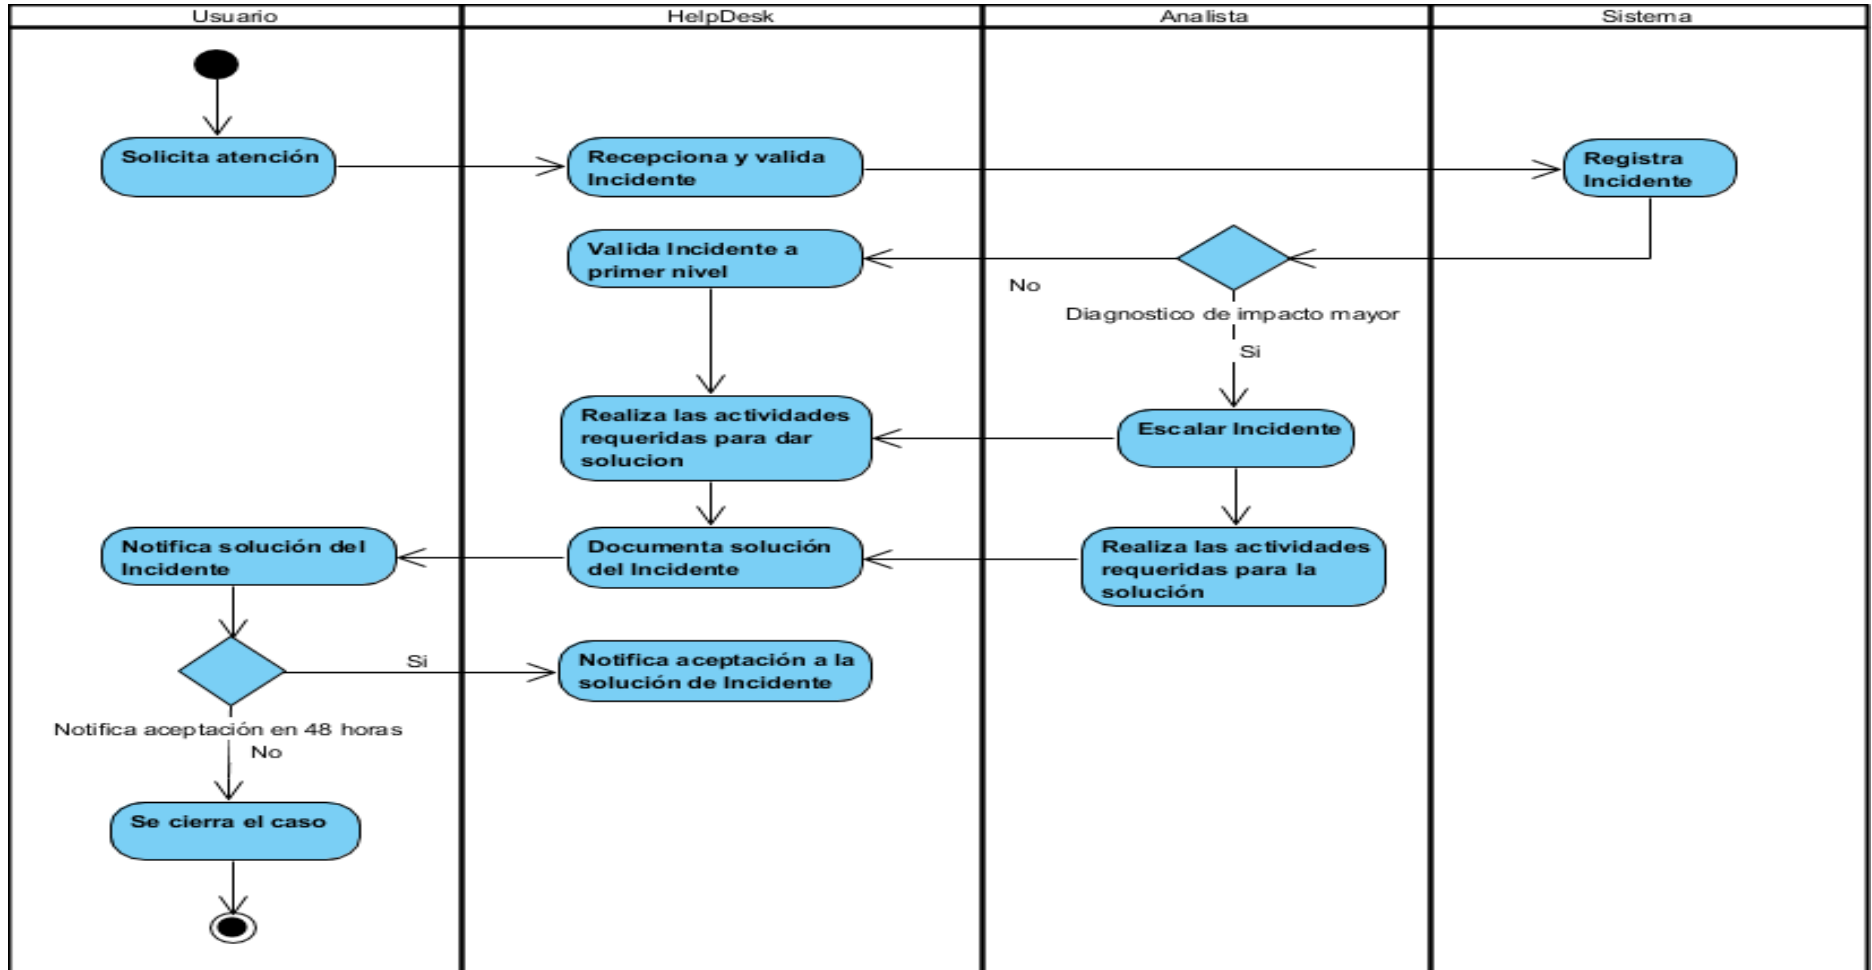 Usuario
HelpDesk
Analista
Sistema
Solicita atención
Recepciona y valida
Incidente
Registra
Incidente
Valida Incidente a
primer nivel
No
Diagnostico de impacto mayor
Si
Realiza las actividades
requeridas para dar
solucion
Escalar Incidente
Notifica solución del
Incidente
Documenta solución
del Incidente
Realiza las actividades
requeridas para la
solución
Si
Notifica aceptación a la
solución de Incidente
Notifica aceptación en 48 horas
No
Se cierra el caso